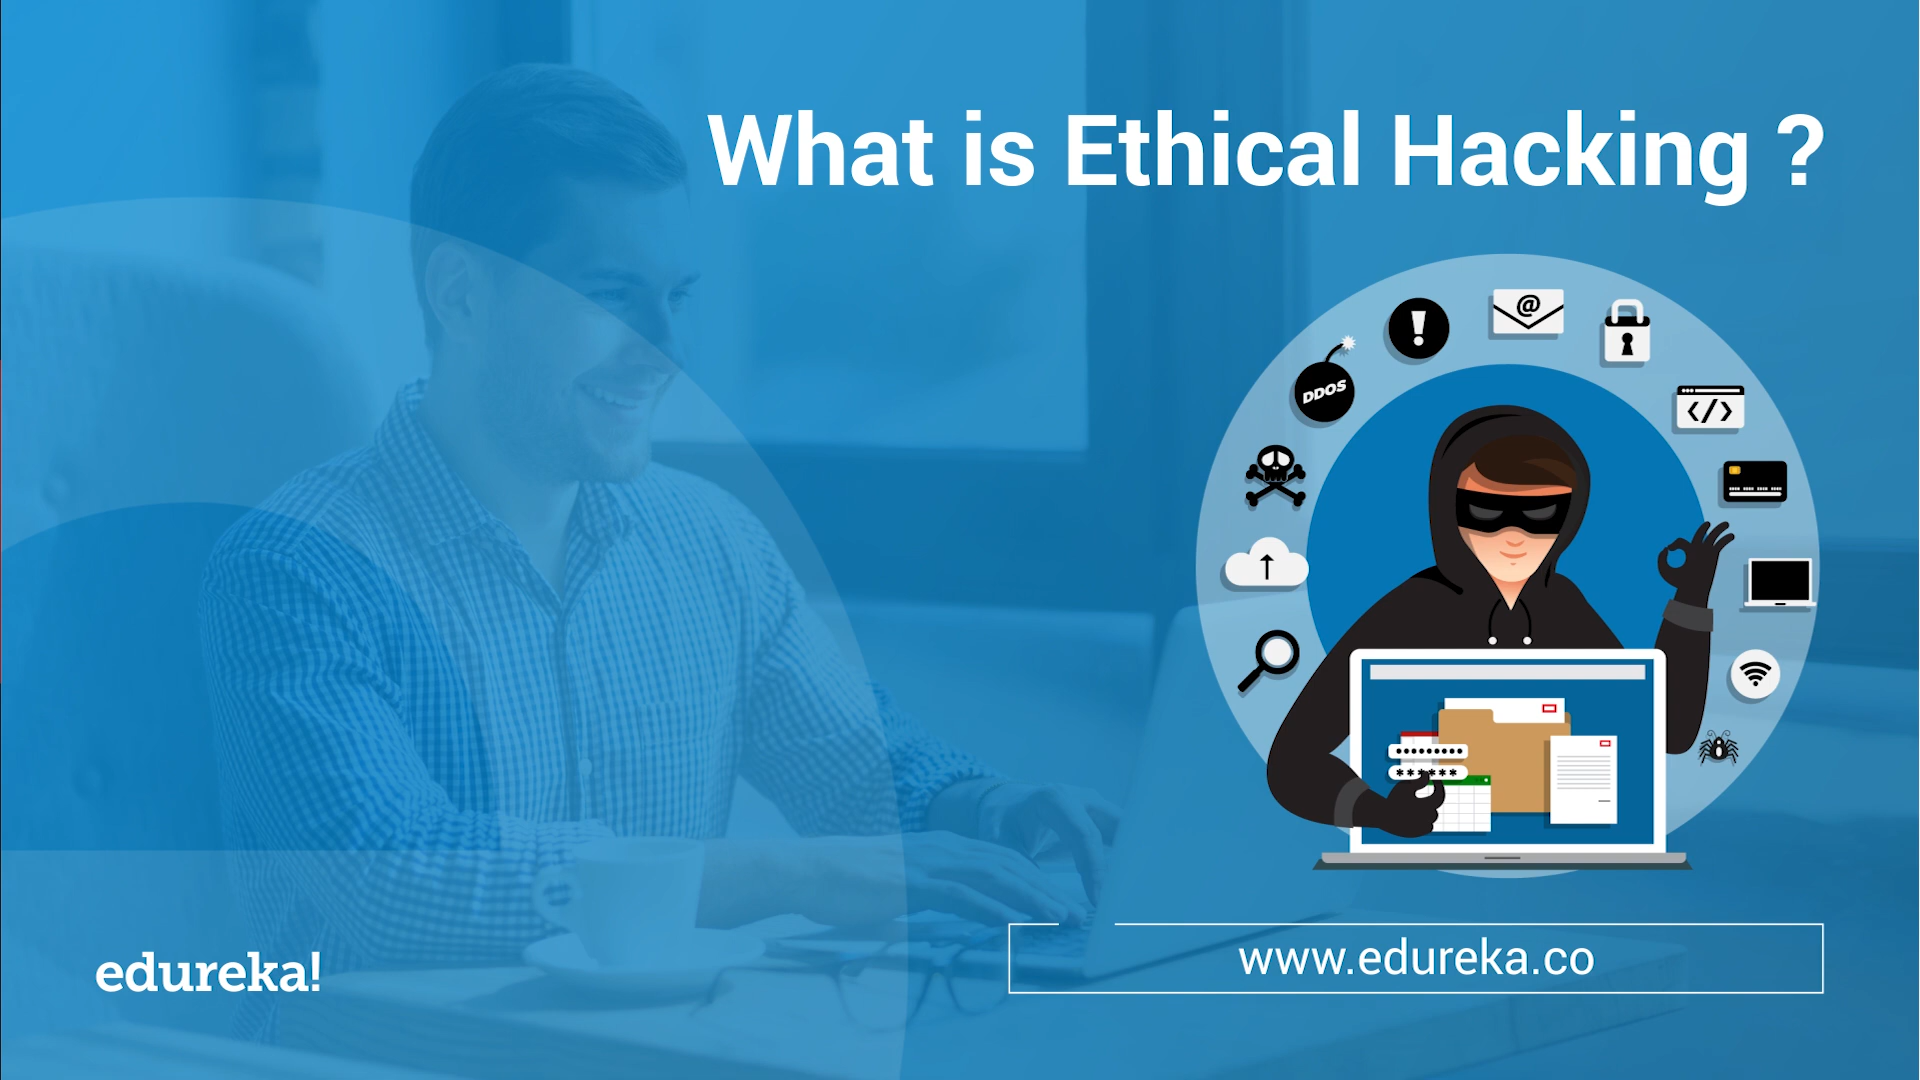 What is Ethical Hacking ?
@
!
DDOS
</>
edureka!
www.edureka.co